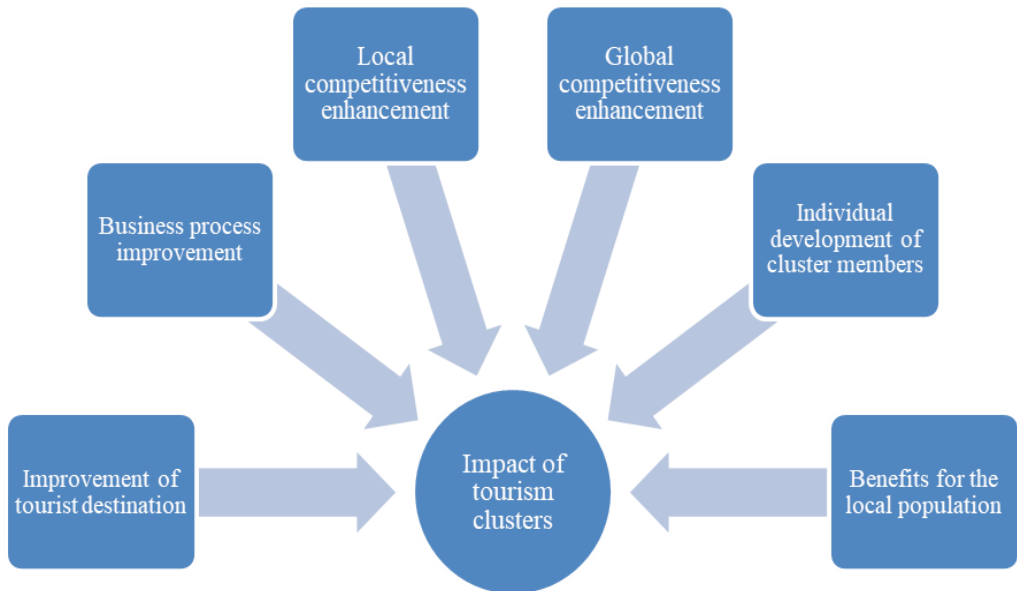 Local
competitiveness
enhancement
Global
competitiveness
enhancement
Business process
improvement
Individual
development of
cluster members
Improvement of
tourist destination
Impact of
tourism
clusters
Benefits for the
local population